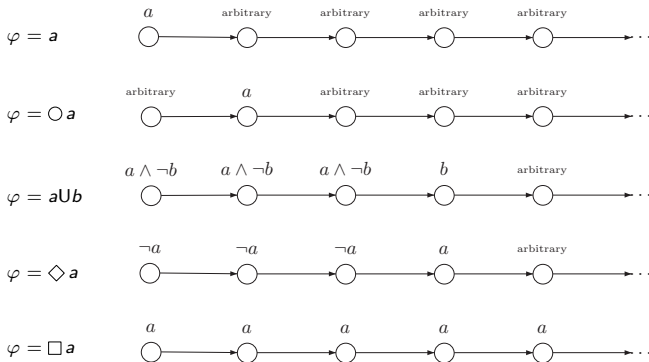 φ = a a arbitrary arbitrary arbitrary arbitrary ···
φ = ○ a arbitrary a arbitrary arbitrary arbitrary ···
φ = aUb a ∧ ¬b a ∧ ¬b a ∧ ¬b b arbitrary ···
φ = ◇ a ¬a ¬a ¬a a arbitrary ···
φ = □ a a a a a a ···